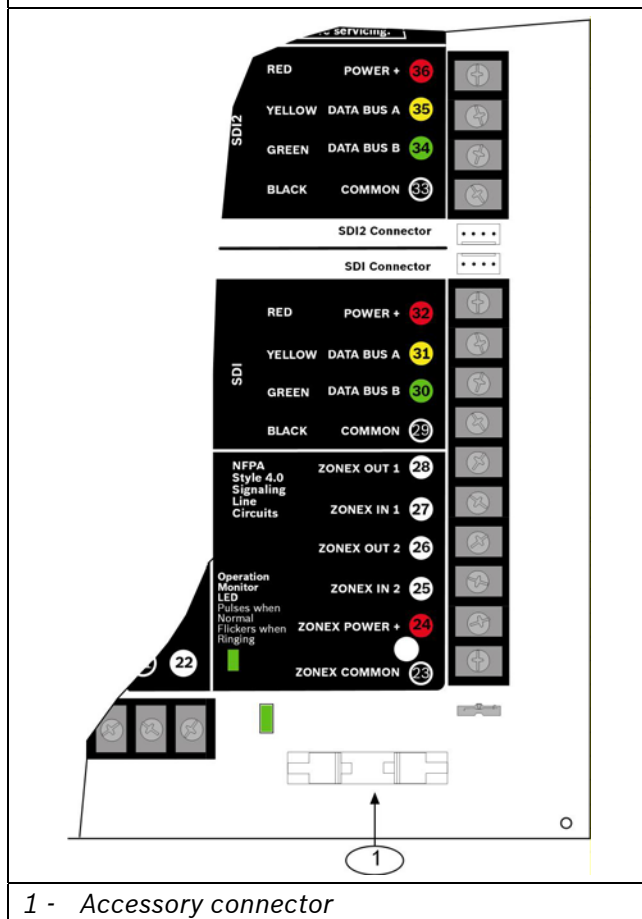 servicing.
RED POWER + 36
YELLOW DATA BUS A 35
SDI2
GREEN DATA BUS B 34
BLACK COMMON 33
SDI2 Connector
SDI Connector
RED POWER + 32
YELLOW DATA BUS A 31
SDI
GREEN DATA BUS B 30
BLACK COMMON 29
NFPA
Style 4.0
Signaling
Line
Circuits
ZONEX OUT 1 28
ZONEX IN 1 27
ZONEX OUT 2 26
ZONEX IN 2 25
Operation
Monitor
LED
Pulses when
Normal
Flickers when
Ringing
ZONEX POWER + 24
22
ZONEX COMMON 23
1
1 - Accessory connector